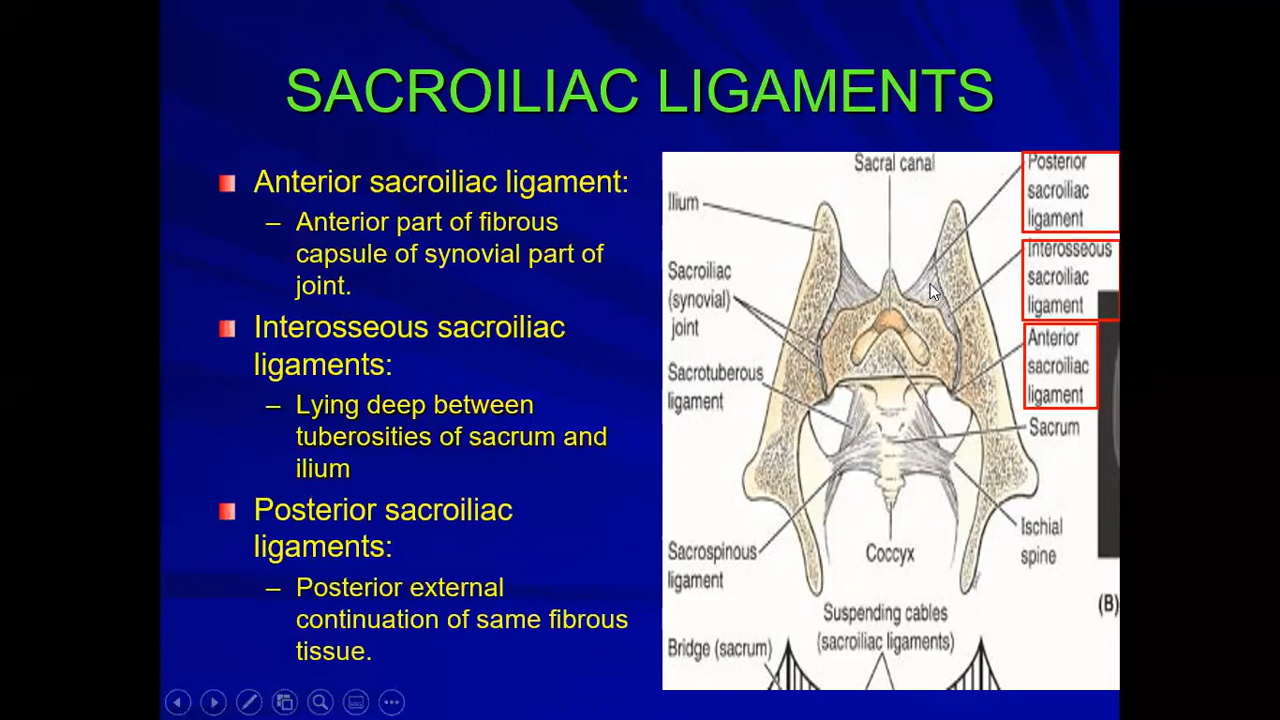 SACROILIAC LIGAMENTS
Anterior sacroiliac ligament:
– Anterior part of fibrous
capsule of synovial part of
joint.
Interosseous sacroiliac
ligaments:
– Lying deep between
tuberosities of sacrum and
ilium
Posterior sacroiliac
ligaments:
– Posterior external
continuation of same fibrous
tissue.
Sacral canal
Posterior
sacroiliac
ligament
Ilium
Interosseous
sacroiliac
ligament
Sacroiliac
(synovial)
joint
Anterior
sacroiliac
ligament
Sacrotuberous
ligament
Sacrum
Ischial
spine
Sacrospinous
ligament
Coccyx
Suspending cables
(sacroiliac ligaments)
Bridge (sacrum)
(B)